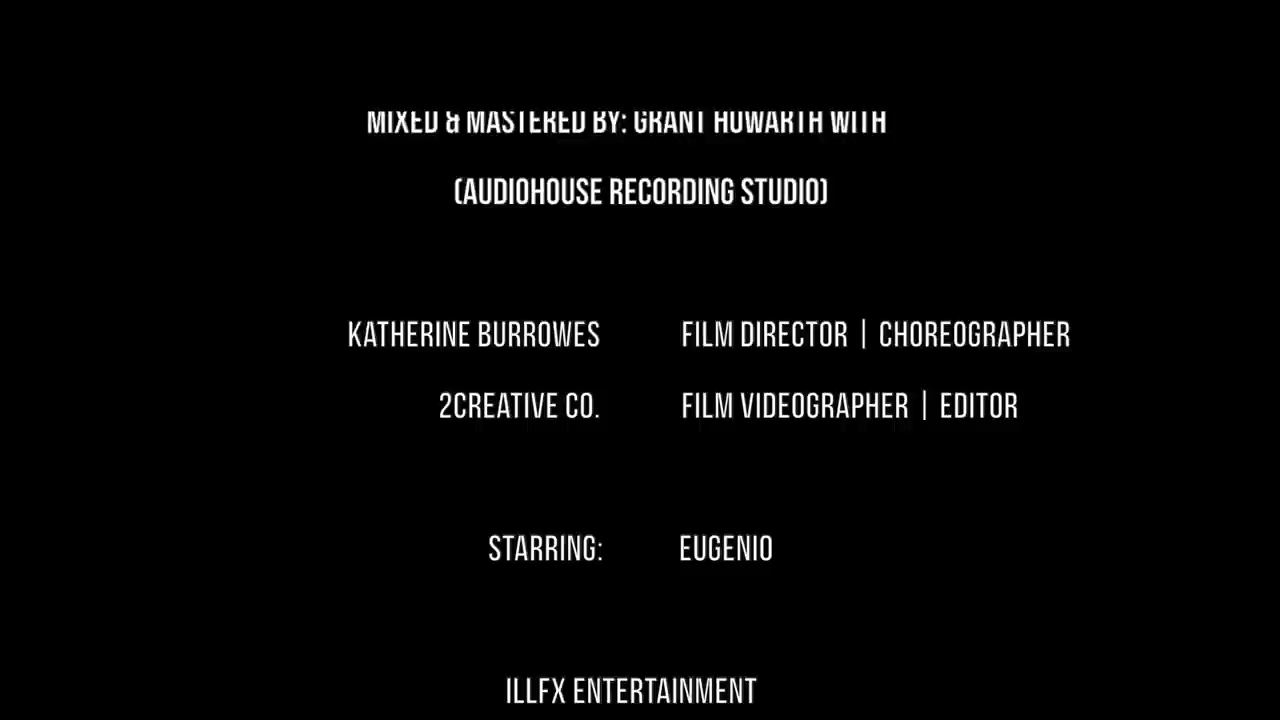 MIXED & MASTERED BY: GRANT HOWARTH WITH
(AUDIOHOUSE RECORDING STUDIO)
KATHERINE BURROWES FILM DIRECTOR | CHOREOGRAPHER
2CREATIVE CO. FILM VIDEOGRAPHER | EDITOR
STARRING: EUGENIO
ILLFX ENTERTAINMENT